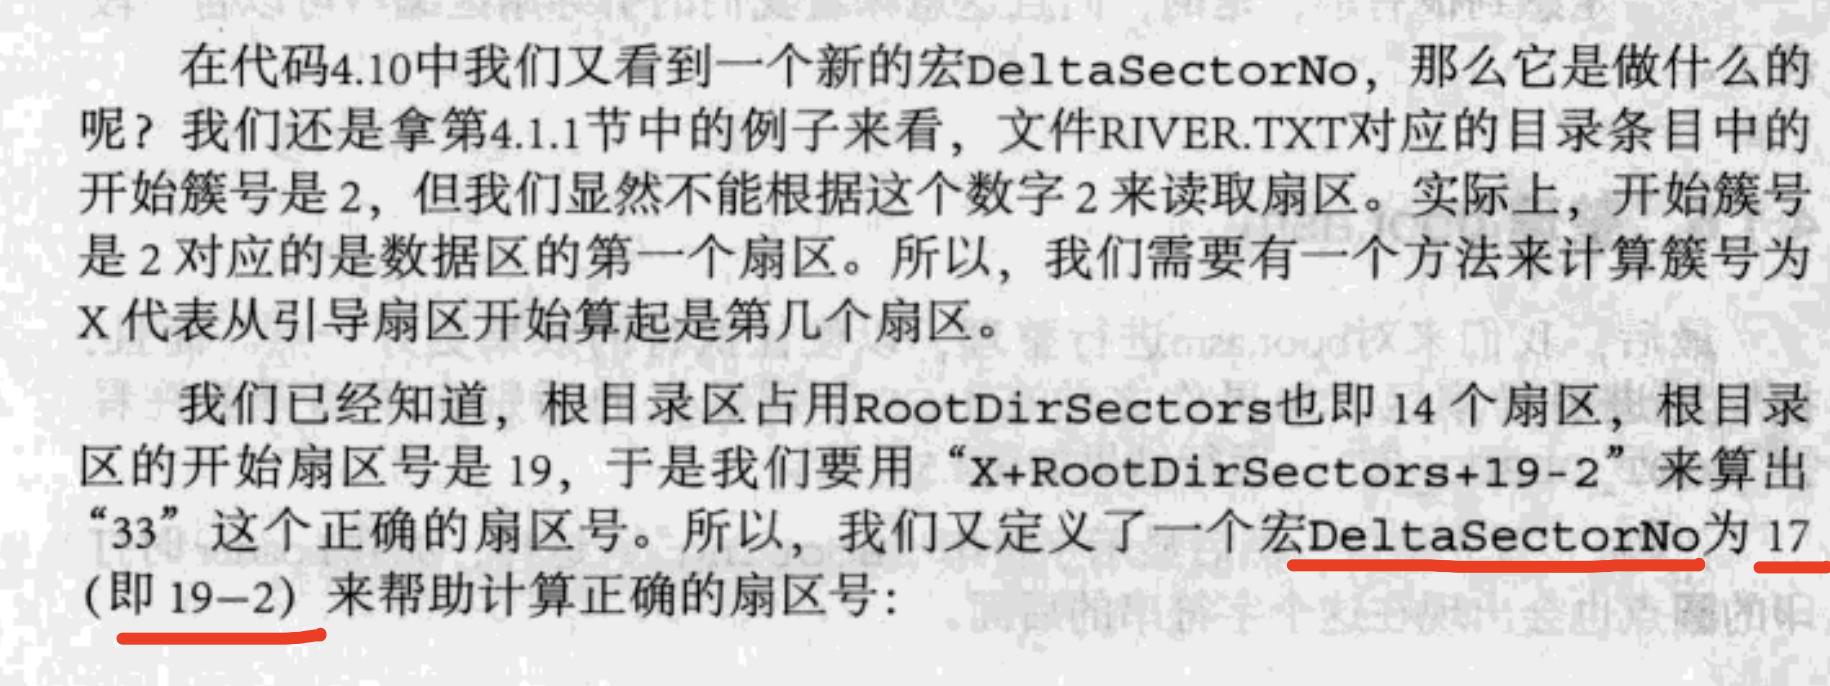 在代码4.10中我们又看到一个新的宏DeltaSectorNo，那么它是做什么的
呢？我们还是拿第4.1.1节中的例子来看，文件RIVER.TXT对应的目录条目中的
开始簇号是 2，但我们显然不能根据这个数字 2 来读取扇区。实际上，开始簇号
是 2 对应的是数据区的第一个扇区。所以，我们需要有一个方法来计算簇号为
X 代表从引导扇区开始算起是第几个扇区。
我们已经知道，根目录区占用RootDirSectors也即 14 个扇区，根目录
区的开始扇区号是 19，于是我们要用“X+RootDirSectors+19-2”来算出
“33”这个正确的扇区号。所以，我们又定义了一个宏DeltaSectorNo为 17
(即 19—2) 来帮助计算正确的扇区号：